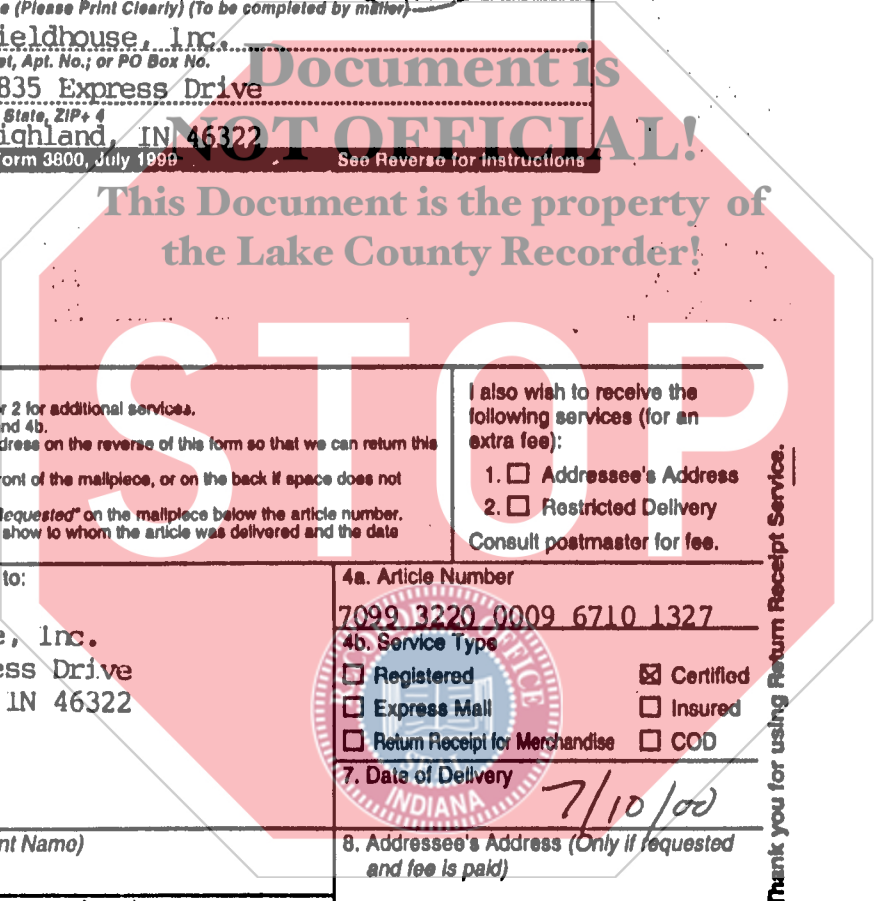 e (Please Print Clearly) (To be completed by mailer)
ieldhouse, Inc.
et, Apt. No.; or PO Box No.
835 Express Drive
State, ZIP+ 4
ighland, IN 46322
orm 3800, July 1999 See Reverse for Instructions
Document is
NOT OFFICIAL!
This Document is the property of
the Lake County Recorder!
STOP
r 2 for additional services.
nd 4b.
dress on the reverse of this form so that we can return this
ront of the mailpiece, or on the back if space does not
equested" on the mailpiece below the article number.
show to whom the article was delivered and the date
I also wish to receive the
following services (for an
extra fee):
1. ☐ Addressee's Address
2. ☐ Restricted Delivery
Consult postmaster for fee.
to:
e, Inc.
ess Drive
IN 46322
4a. Article Number
7099 3220 0009 6710 1327
4b. Service Type
☐ Registered ☒ Certified
☐ Express Mail ☐ Insured
☐ Return Receipt for Merchandise ☐ COD
7. Date of Delivery
7/10/00
nt Name)
8. Addressee's Address (Only if requested
and fee is paid)
Thank you for using Return Receipt Service.
RECORDER OFFICE
SEAL
INDIANA